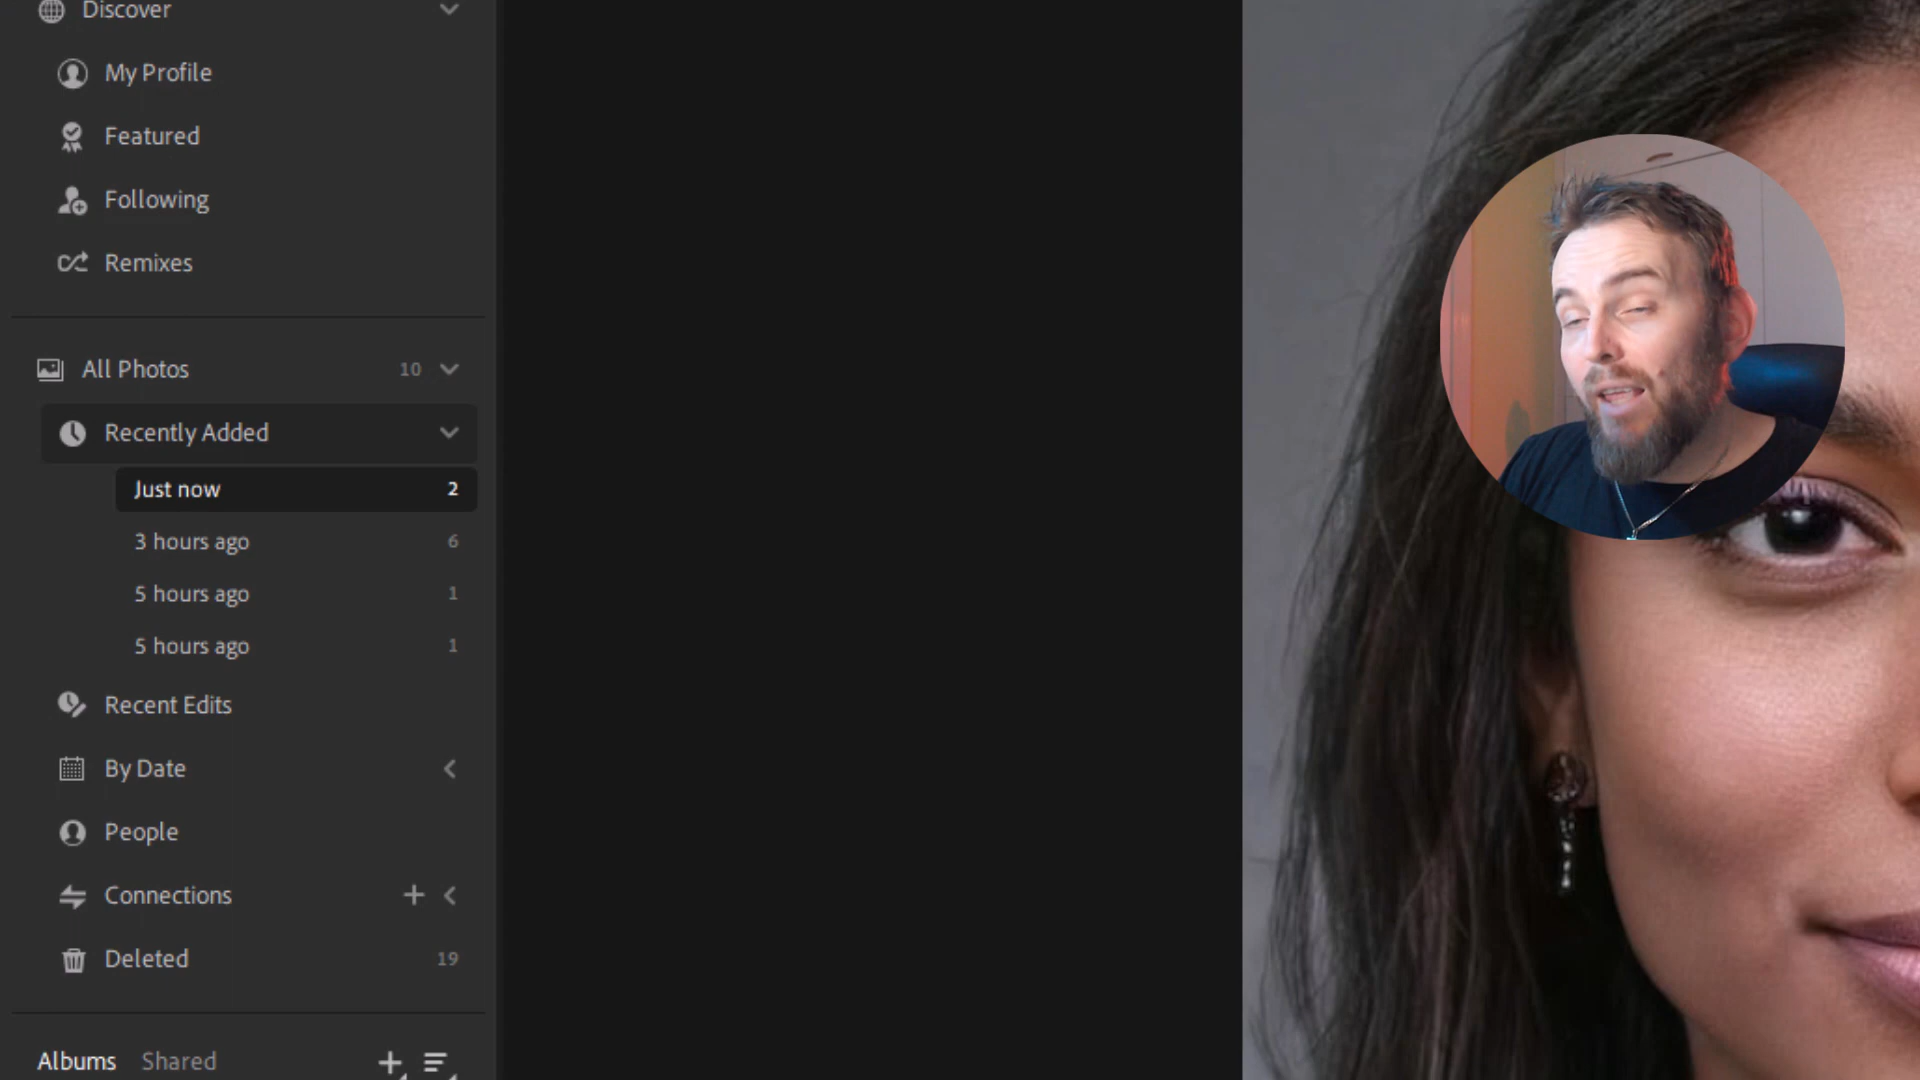 Discover
My Profile
Featured
Following
Remixes
All Photos 10
Recently Added
Just now 2
3 hours ago 6
5 hours ago 1
5 hours ago 1
Recent Edits
By Date
People
Connections
Deleted 19
Albums Shared